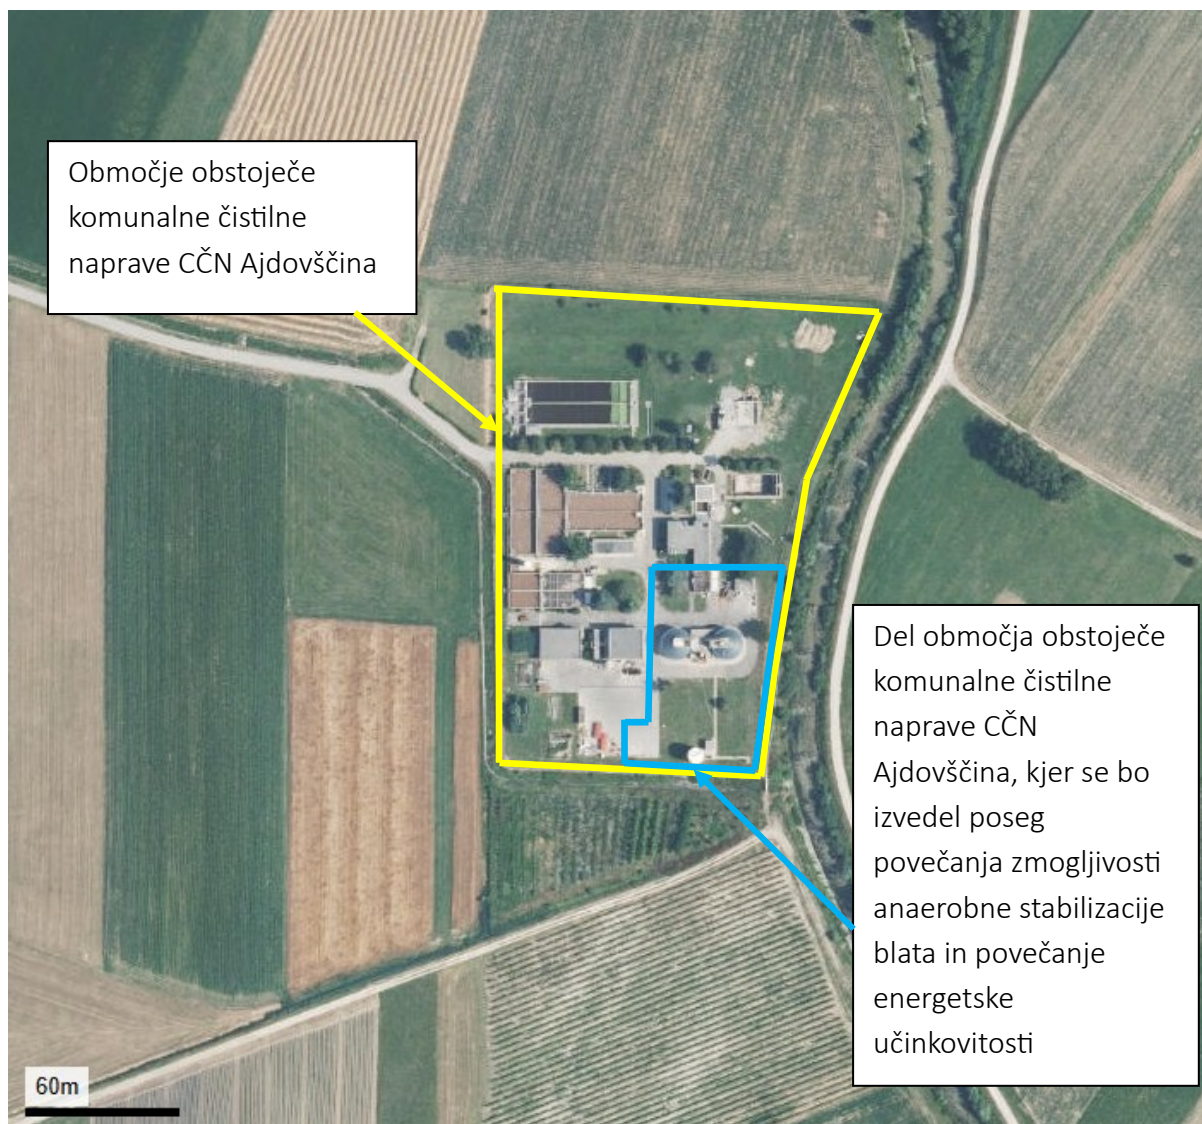 Območje obstoječe
komunalne čistilne
naprave CČN Ajdovščina
Del območja obstoječe
komunalne čistilne
naprave CČN
Ajdovščina, kjer se bo
izvedel poseg
povečanja zmogljivosti
anaerobne stabilizacije
blata in povečanje
energetske
učinkovitosti
60m